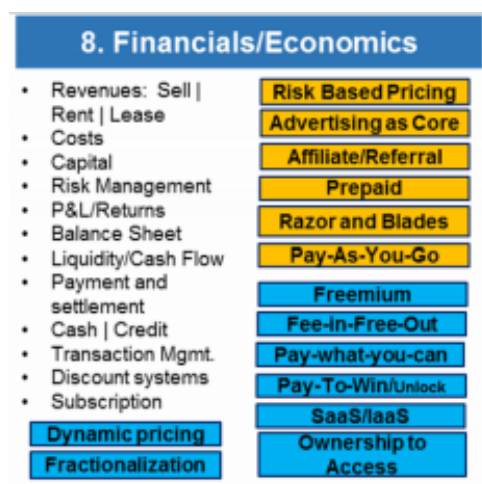 8. Financials/Economics
• Revenues: Sell |
Rent | Lease
• Costs
• Capital
• Risk Management
• P&L/Returns
• Balance Sheet
• Liquidity/Cash Flow
• Payment and
settlement
• Cash | Credit
• Transaction Mgmt.
• Discount systems
• Subscription
Dynamic pricing
Fractionalization
Risk Based Pricing
Advertising as Core
Affiliate/Referral
Prepaid
Razor and Blades
Pay-As-You-Go
Freemium
Fee-in-Free-Out
Pay-what-you-can
Pay-To-Win/Unlock
SaaS/IaaS
Ownership to
Access